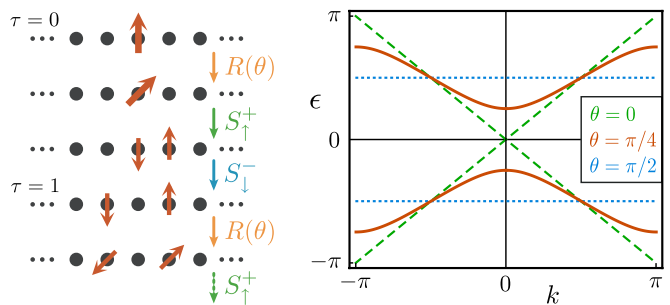 τ = 0
R(θ)
S↑⁺
S↓⁻
τ = 1
R(θ)
S↑⁺
π
ϵ
0
−π
θ = 0
θ = π/4
θ = π/2
−π
0
k
π